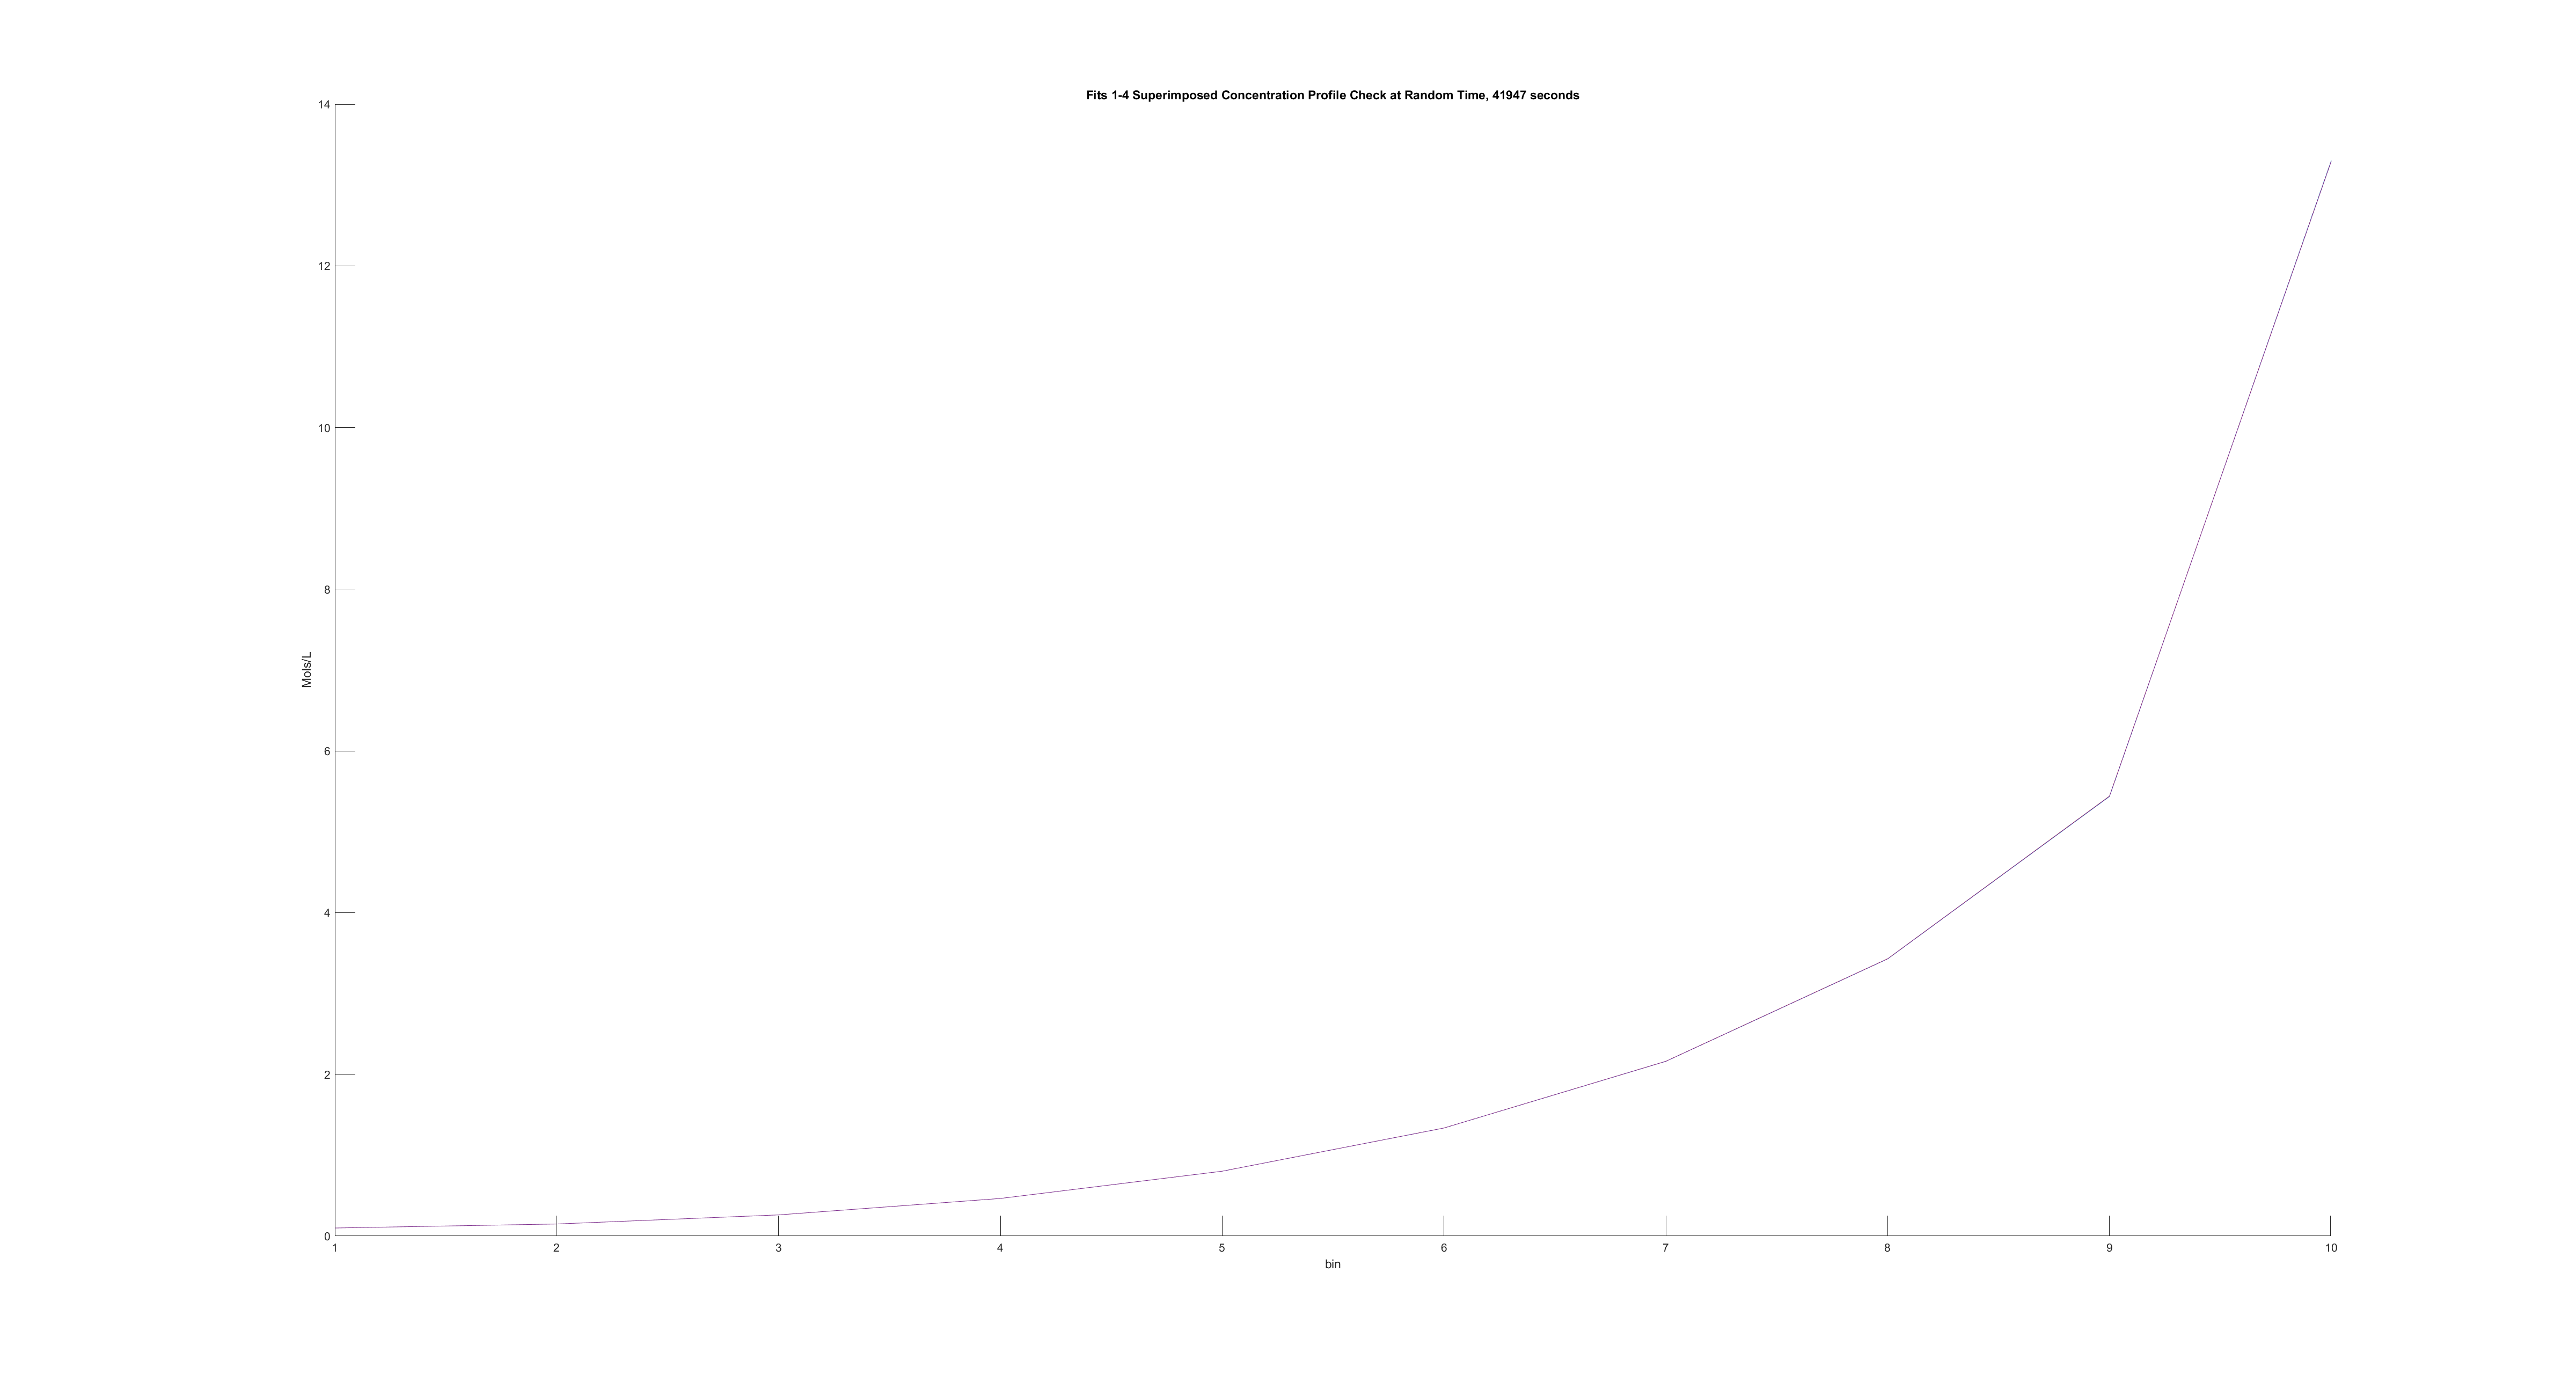 Fits 1-4 Superimposed Concentration Profile Check at Random Time, 41947 seconds
14
12
10
8
6
4
2
0
Mols/L
1 2 3 4 5 6 7 8 9 10
bin